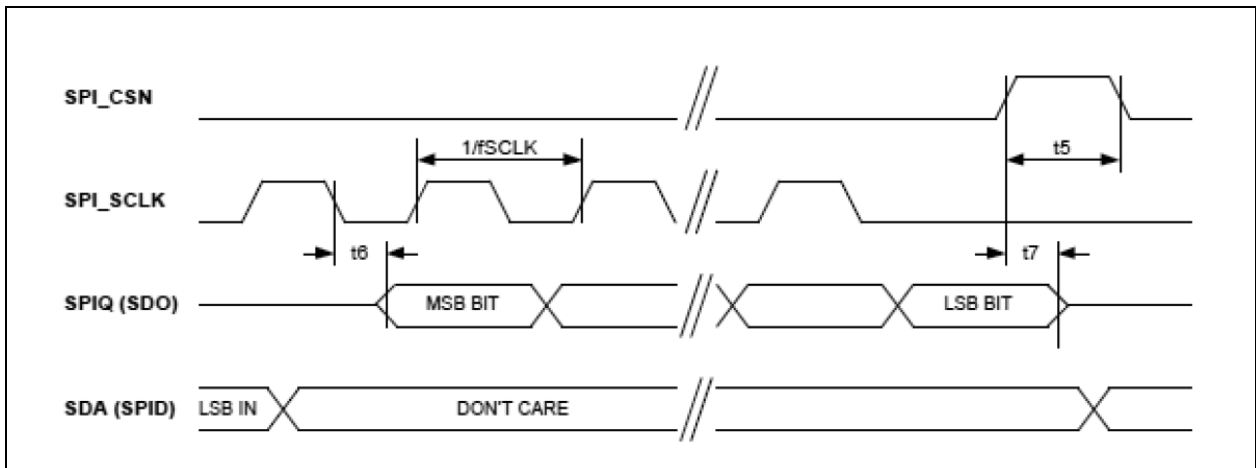 SPI_CSN
1/fSCLK
t5
SPI_SCLK
t6
t7
SPIQ (SDO)
MSB BIT
LSB BIT
SDA (SPID)
LSB IN
DON'T CARE